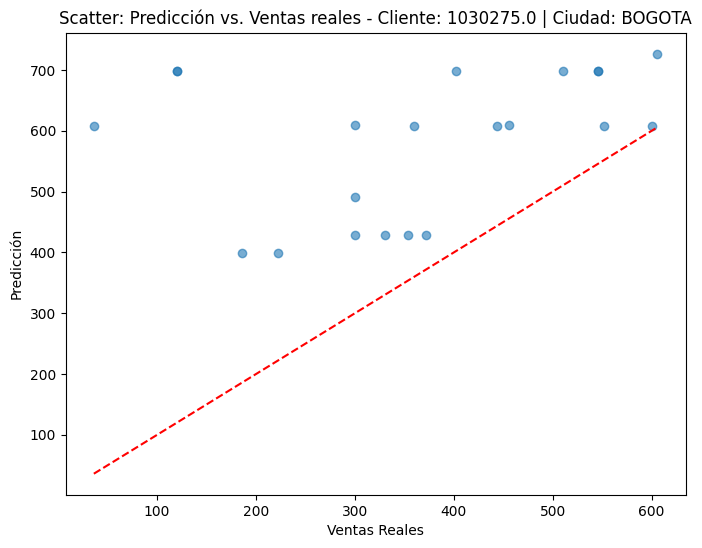 Scatter: Predicción vs. Ventas reales - Cliente: 1030275.0 | Ciudad: BOGOTA
700
600
500
400
300
200
100
Predicción
100 200 300 400 500 600
Ventas Reales